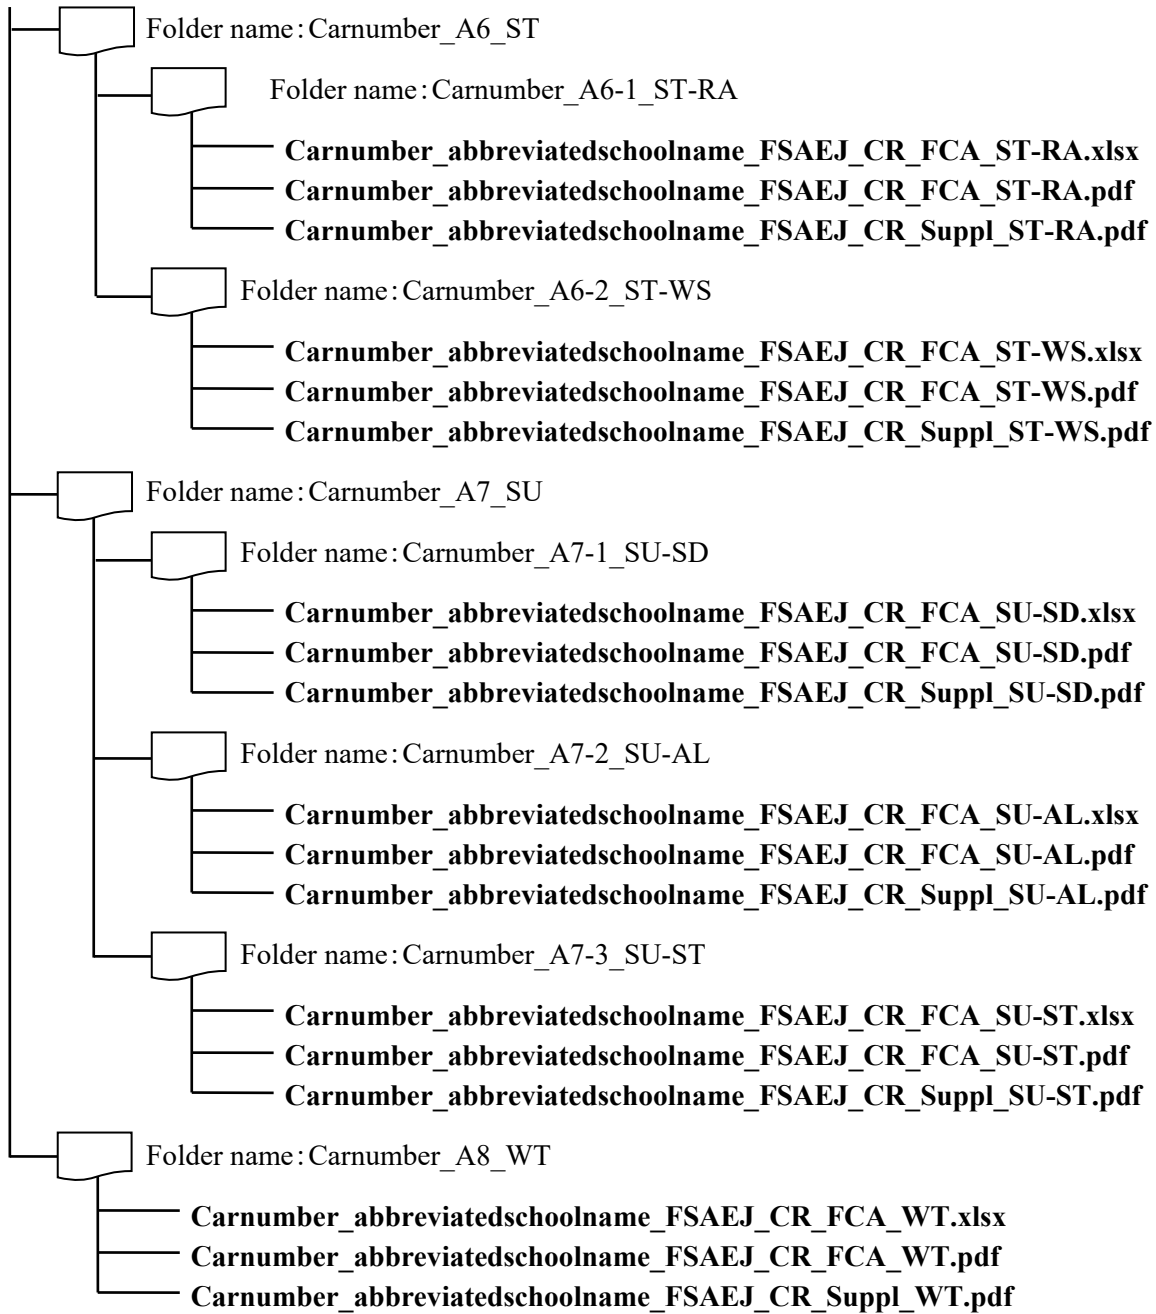 Folder name:Carnumber_A6_ST
Folder name:Carnumber_A6-1_ST-RA
Carnumber_abbreviatedschoolname_FSAEJ_CR_FCA_ST-RA.xlsx
Carnumber_abbreviatedschoolname_FSAEJ_CR_FCA_ST-RA.pdf
Carnumber_abbreviatedschoolname_FSAEJ_CR_Suppl_ST-RA.pdf
Folder name:Carnumber_A6-2_ST-WS
Carnumber_abbreviatedschoolname_FSAEJ_CR_FCA_ST-WS.xlsx
Carnumber_abbreviatedschoolname_FSAEJ_CR_FCA_ST-WS.pdf
Carnumber_abbreviatedschoolname_FSAEJ_CR_Suppl_ST-WS.pdf
Folder name:Carnumber_A7_SU
Folder name:Carnumber_A7-1_SU-SD
Carnumber_abbreviatedschoolname_FSAEJ_CR_FCA_SU-SD.xlsx
Carnumber_abbreviatedschoolname_FSAEJ_CR_FCA_SU-SD.pdf
Carnumber_abbreviatedschoolname_FSAEJ_CR_Suppl_SU-SD.pdf
Folder name:Carnumber_A7-2_SU-AL
Carnumber_abbreviatedschoolname_FSAEJ_CR_FCA_SU-AL.xlsx
Carnumber_abbreviatedschoolname_FSAEJ_CR_FCA_SU-AL.pdf
Carnumber_abbreviatedschoolname_FSAEJ_CR_Suppl_SU-AL.pdf
Folder name:Carnumber_A7-3_SU-ST
Carnumber_abbreviatedschoolname_FSAEJ_CR_FCA_SU-ST.xlsx
Carnumber_abbreviatedschoolname_FSAEJ_CR_FCA_SU-ST.pdf
Carnumber_abbreviatedschoolname_FSAEJ_CR_Suppl_SU-ST.pdf
Folder name:Carnumber_A8_WT
Carnumber_abbreviatedschoolname_FSAEJ_CR_FCA_WT.xlsx
Carnumber_abbreviatedschoolname_FSAEJ_CR_FCA_WT.pdf
Carnumber_abbreviatedschoolname_FSAEJ_CR_Suppl_WT.pdf